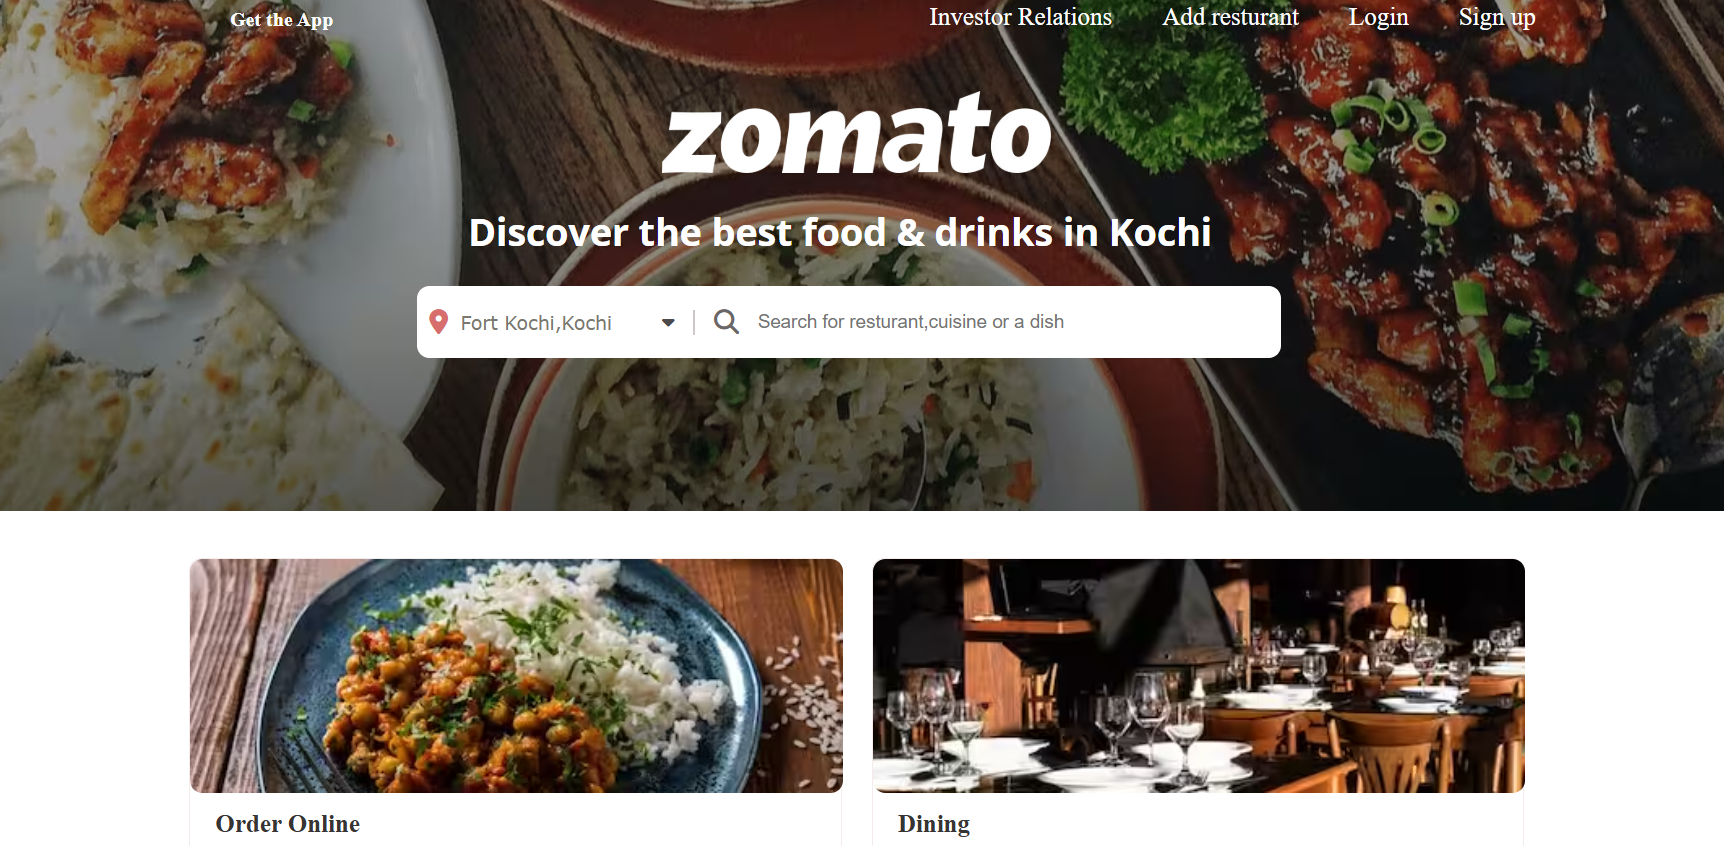 Get the App
Investor Relations
Add resturant
Login
Sign up
zomato
Discover the best food & drinks in Kochi
Fort Kochi,Kochi
Search for resturant,cuisine or a dish
Order Online
Dining